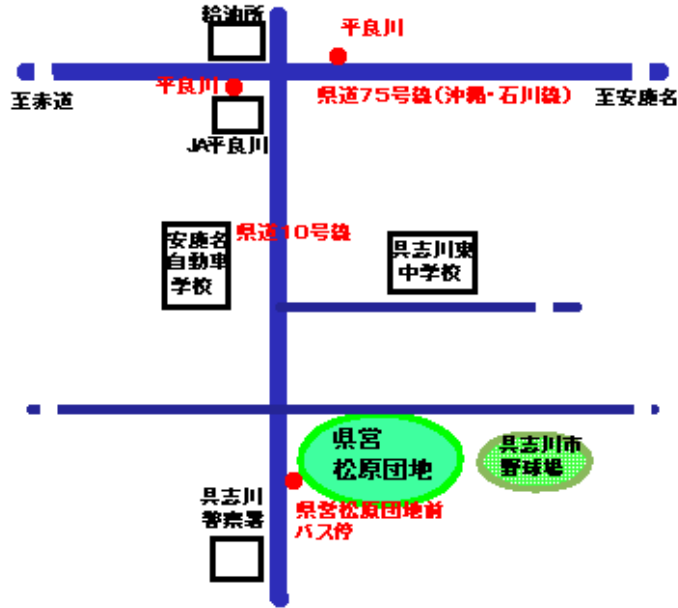 給油所
平良川
平良川
県道75号線(沖縄・石川線)
至赤道
至安慶名
JA平良川
県道10号線
安慶名
自動車
学校
具志川東
中学校
県営
松原団地
具志川市
野球場
具志川
警察署
県営松原団地前
バス停